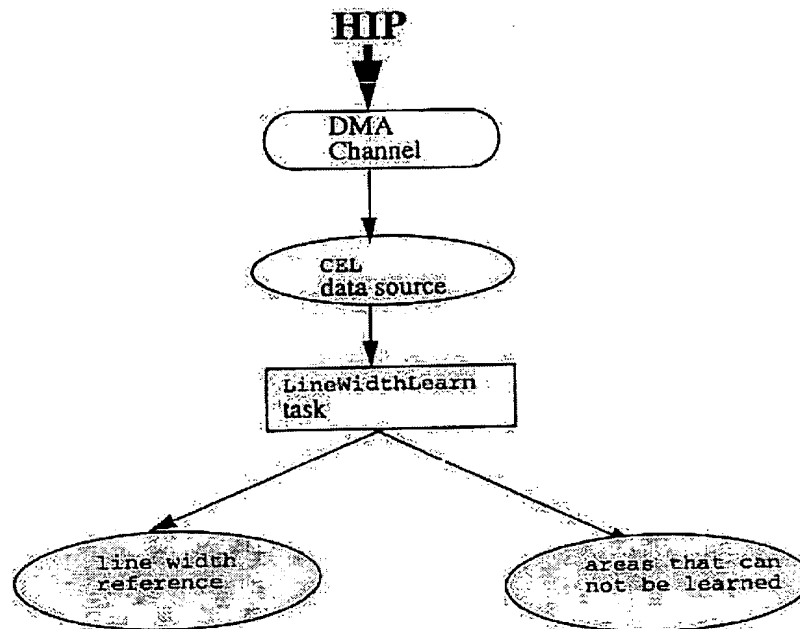 HIP
DMA
Channel
CEL
data source
LineWidthLearn
task
line width
reference
areas that can
not be learned